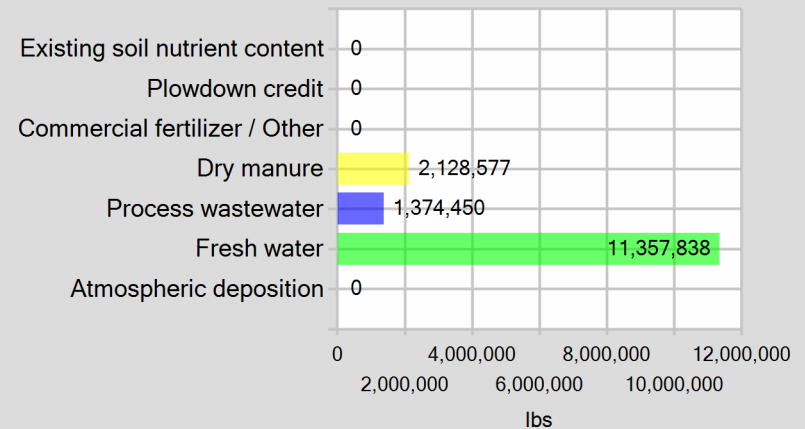 Existing soil nutrient content 0
Plowdown credit 0
Commercial fertilizer / Other 0
Dry manure 2,128,577
Process wastewater 1,374,450
Fresh water 11,357,838
Atmospheric deposition 0
0 4,000,000 8,000,000 12,000,000
2,000,000 6,000,000 10,000,000
lbs